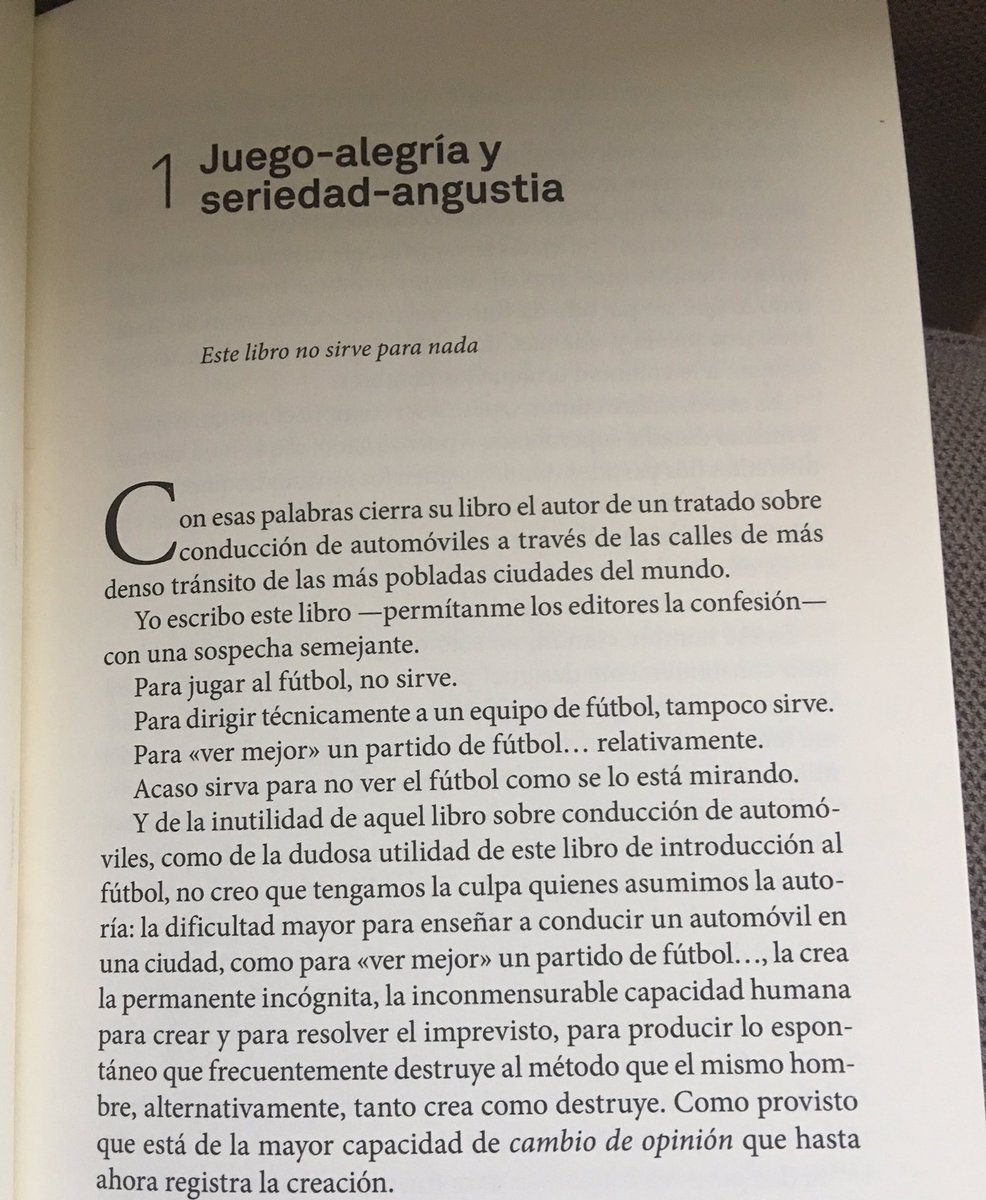 1 Juego-alegría y
seriedad-angustia
Este libro no sirve para nada
Con esas palabras cierra su libro el autor de un tratado sobre
conducción de automóviles a través de las calles de más
denso tránsito de las más pobladas ciudades del mundo.
Yo escribo este libro —permítanme los editores la confesión—
con una sospecha semejante.
Para jugar al fútbol, no sirve.
Para dirigir técnicamente a un equipo de fútbol, tampoco sirve.
Para «ver mejor» un partido de fútbol… relativamente.
Acaso sirva para no ver el fútbol como se lo está mirando.
Y de la inutilidad de aquel libro sobre conducción de automó-
viles, como de la dudosa utilidad de este libro de introducción al
fútbol, no creo que tengamos la culpa quienes asumimos la auto-
ría: la dificultad mayor para enseñar a conducir un automóvil en
una ciudad, como para «ver mejor» un partido de fútbol…, la crea
la permanente incógnita, la inconmensurable capacidad humana
para crear y para resolver el imprevisto, para producir lo espon-
táneo que frecuentemente destruye al método que el mismo hom-
bre, alternativamente, tanto crea como destruye. Como provisto
que está de la mayor capacidad de cambio de opinión que hasta
ahora registra la creación.